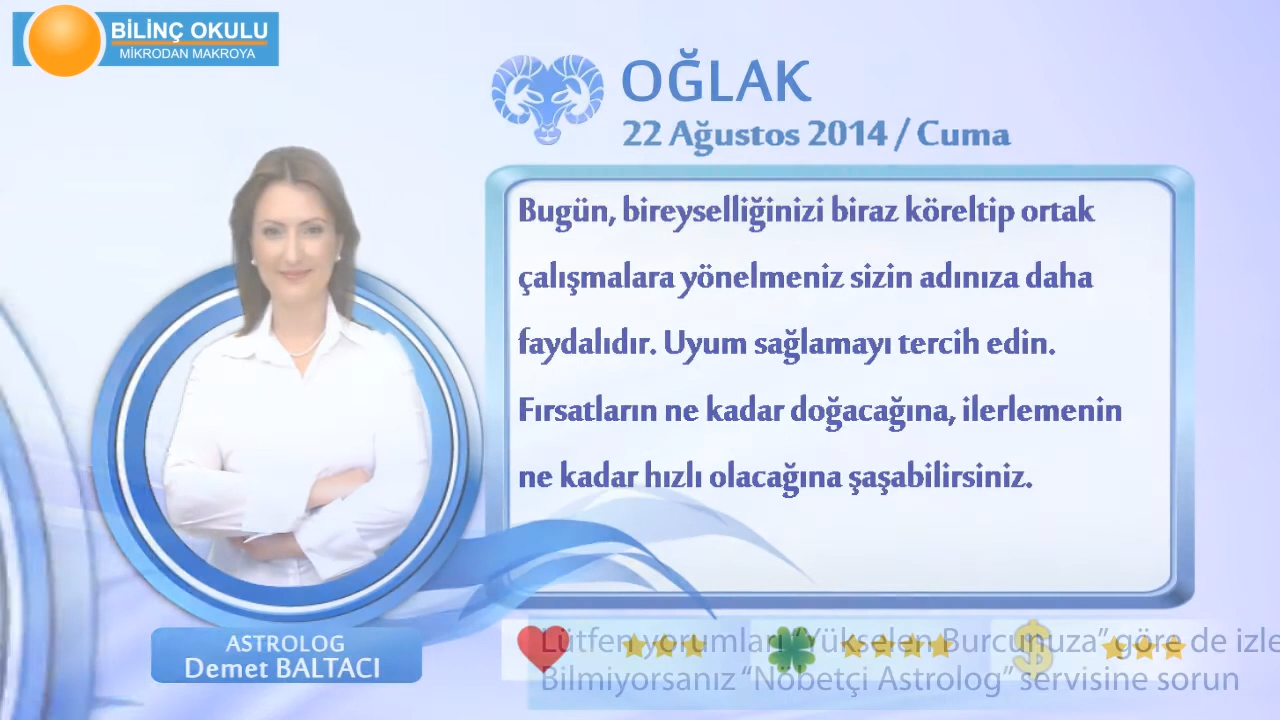 BİLİNÇ OKULU
MİKRODAN MAKROYA
OĞLAK
22 Ağustos 2014 / Cuma
Bugün, bireyselliğinizi biraz köreltip ortak
çalışmalara yönelmeniz sizin adınıza daha
faydalıdır. Uyum sağlamayı tercih edin.
Fırsatların ne kadar doğacağına, ilerlemenin
ne kadar hızlı olacağına şaşabilirsiniz.
ASTROLOG
Demet BALTACI
Lütfen yorumları “Yükselen Burcunuza” göre de izle
Bilmiyorsanız “Nöbetçi Astrolog” servisine sorun